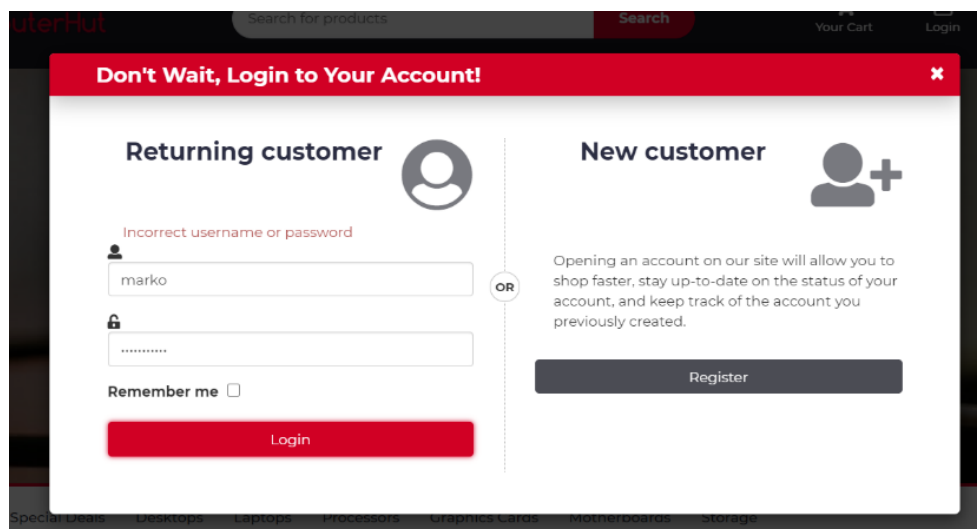 uterHut
Search for products
Search
Your Cart
Login
Don't Wait, Login to Your Account!
Returning customer
Incorrect username or password
marko
...........
Remember me
Login
OR
New customer
Opening an account on our site will allow you to
shop faster, stay up-to-date on the status of your
account, and keep track of the account you
previously created.
Register
Special Deals Desktops Laptops Processors Graphics Cards Motherboards Storage